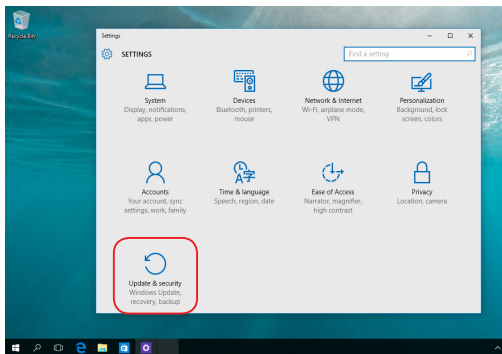 Recycle Bin
Settings
SETTINGS
Find a setting
System
Display, notifications,
apps, power
Devices
Bluetooth, printers,
mouse
Network & Internet
Wi-Fi, airplane mode,
VPN
Personalization
Background, lock
screen, colors
Accounts
Your account, sync
settings, work, family
Time & language
Speech, region, date
Ease of Access
Narrator, magnifier,
high contrast
Privacy
Location, camera
Update & security
Windows Update,
recovery, backup